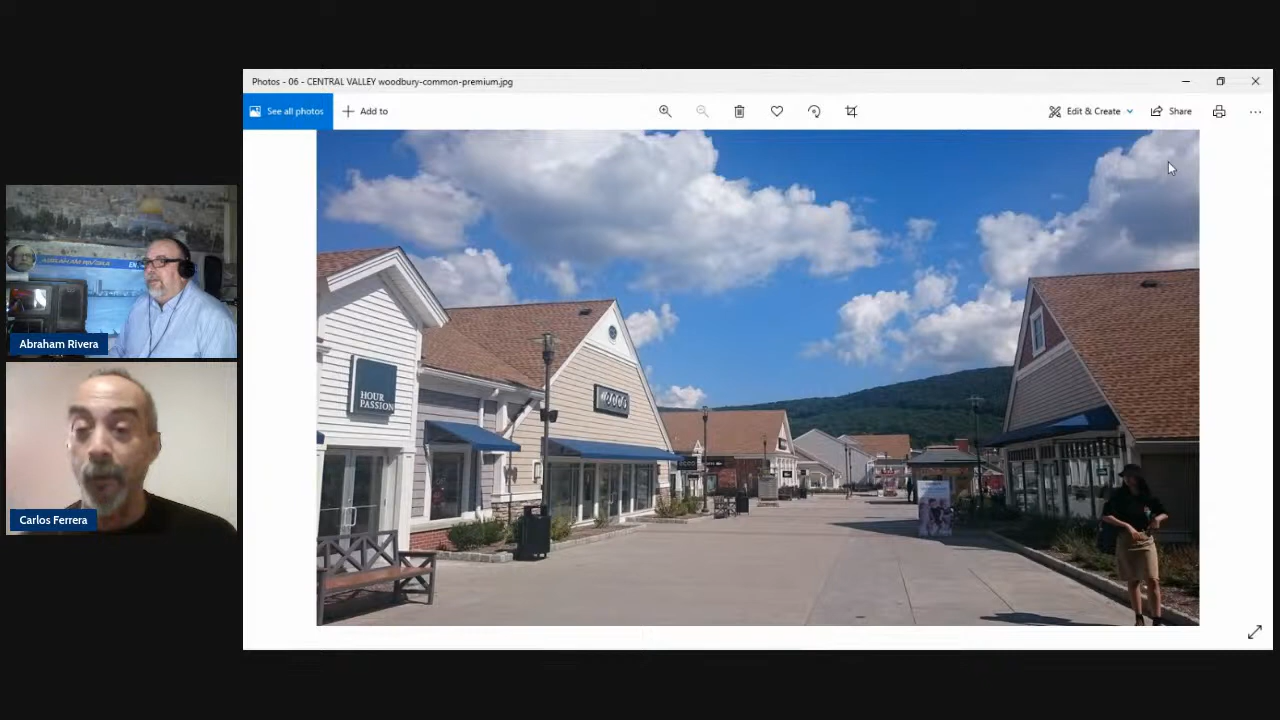 Photos - 06 - CENTRAL VALLEY woodbury-common-premium.jpg
See all photos
Add to
Edit & Create
Share
Abraham Rivera
Carlos Ferrera
HOUR
PASSION